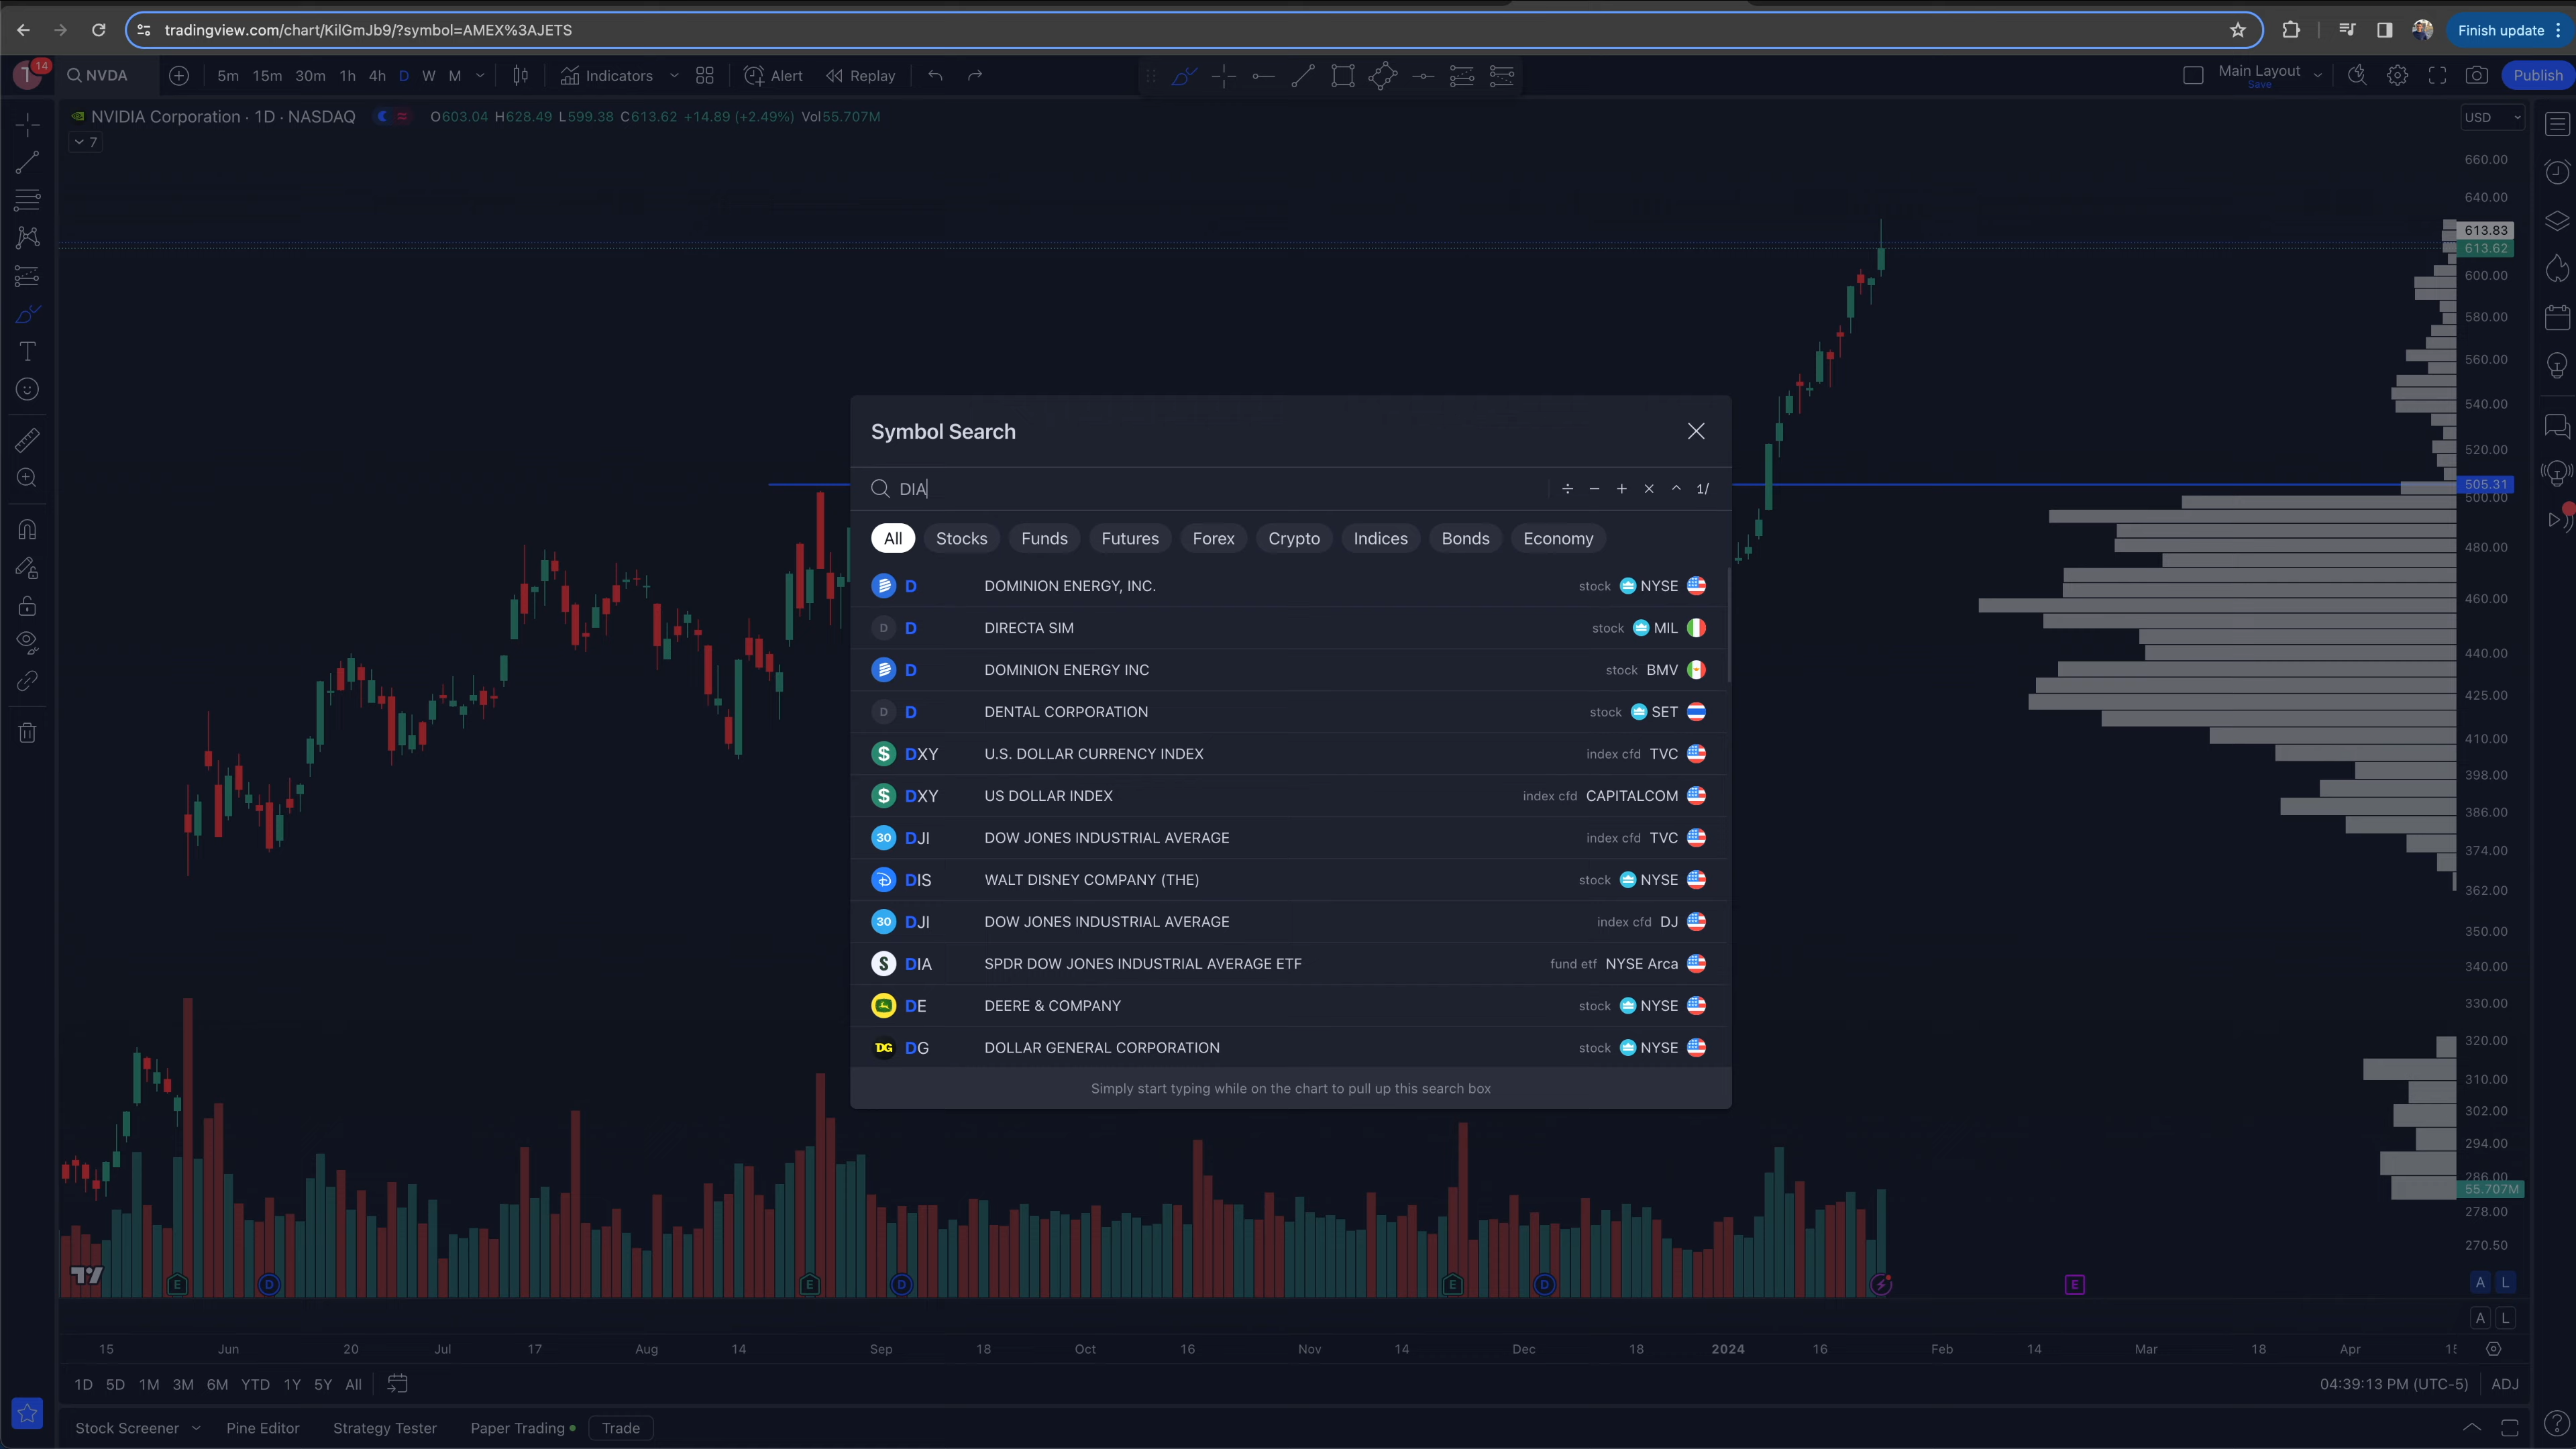 tradingview.com/chart/KilGmJb9/?symbol=AMEX%3AJETS
Finish update
14
NVDA
5m 15m 30m 1h 4h D W M
Indicators
Alert
Replay
Main Layout
Save
Publish
NVIDIA Corporation · 1D · NASDAQ
O603.04 H628.49 L599.38 C613.62 +14.89 (+2.49%) Vol55.707M
USD
7
660.00
640.00
613.83
613.62
600.00
580.00
560.00
540.00
520.00
505.31
500.00
480.00
460.00
440.00
425.00
410.00
398.00
386.00
374.00
362.00
350.00
340.00
330.00
320.00
310.00
302.00
294.00
286.00
55.707M
278.00
270.50
Symbol Search
DIA
÷ − + × ^ 1/
All Stocks Funds Futures Forex Crypto Indices Bonds Economy
D DOMINION ENERGY, INC. stock NYSE
D D DIRECTA SIM stock MIL
D DOMINION ENERGY INC stock BMV
D D DENTAL CORPORATION stock SET
$ DXY U.S. DOLLAR CURRENCY INDEX index cfd TVC
$ DXY US DOLLAR INDEX index cfd CAPITALCOM
30 DJI DOW JONES INDUSTRIAL AVERAGE index cfd TVC
DIS WALT DISNEY COMPANY (THE) stock NYSE
30 DJI DOW JONES INDUSTRIAL AVERAGE index cfd DJ
S DIA SPDR DOW JONES INDUSTRIAL AVERAGE ETF fund etf NYSE Arca
DE DEERE & COMPANY stock NYSE
DG DG DOLLAR GENERAL CORPORATION stock NYSE
Simply start typing while on the chart to pull up this search box
E D E D E D E
A L
A L
15 Jun 20 Jul 17 Aug 14 Sep 18 Oct 16 Nov 14 Dec 18 2024 16 Feb 14 Mar 18 Apr
1D 5D 1M 3M 6M YTD 1Y 5Y All
04:39:13 PM (UTC-5) ADJ
Stock Screener Pine Editor Strategy Tester Paper Trading Trade